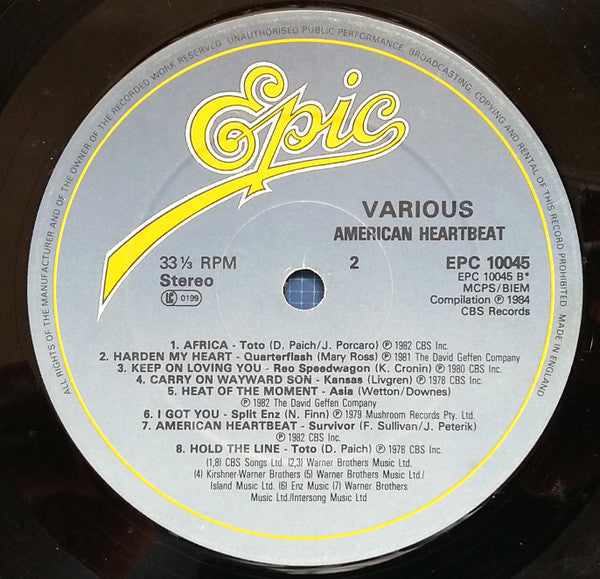 ALL RIGHTS OF THE MANUFACTURER AND OF THE OWNER OF THE RECORDED WORK RESERVED. UNAUTHORISED PUBLIC PERFORMANCE, BROADCASTING, COPYING AND RENTAL OF THIS RECORD PROHIBITED. MADE IN ENGLAND
Epic
VARIOUS
AMERICAN HEARTBEAT
33⅓ RPM
Stereo
LC 0199
2
EPC 10045
EPC 10045 B*
MCPS/BIEM
Compilation ℗ 1984
CBS Records
1. AFRICA - Toto (D. Paich/J. Porcaro) ℗ 1982 CBS Inc.
2. HARDEN MY HEART - Quarterflash (Mary Ross) ℗ 1981 The David Geffen Company
3. KEEP ON LOVING YOU - Reo Speedwagon (K. Cronin) ℗ 1980 CBS Inc.
4. CARRY ON WAYWARD SON - Kansas (Livgren) ℗ 1978 CBS Inc.
5. HEAT OF THE MOMENT - Asia (Wetton/Downes)
℗ 1982 The David Geffen Company
6. I GOT YOU - Split Enz (N. Finn) ℗ 1979 Mushroom Records Pty. Ltd.
7. AMERICAN HEARTBEAT - Survivor (F. Sullivan/J. Peterik)
℗ 1982 CBS Inc.
8. HOLD THE LINE - Toto (D. Paich) ℗ 1978 CBS Inc.
(1,8) CBS Songs Ltd. (2,3) Warner Brothers Music Ltd.
(4) Kirshner-Warner Brothers (5) Warner Brothers Music Ltd./
Island Music Ltd. (6) Enz Music (7) Warner Brothers
Music Ltd./Intersong Music Ltd